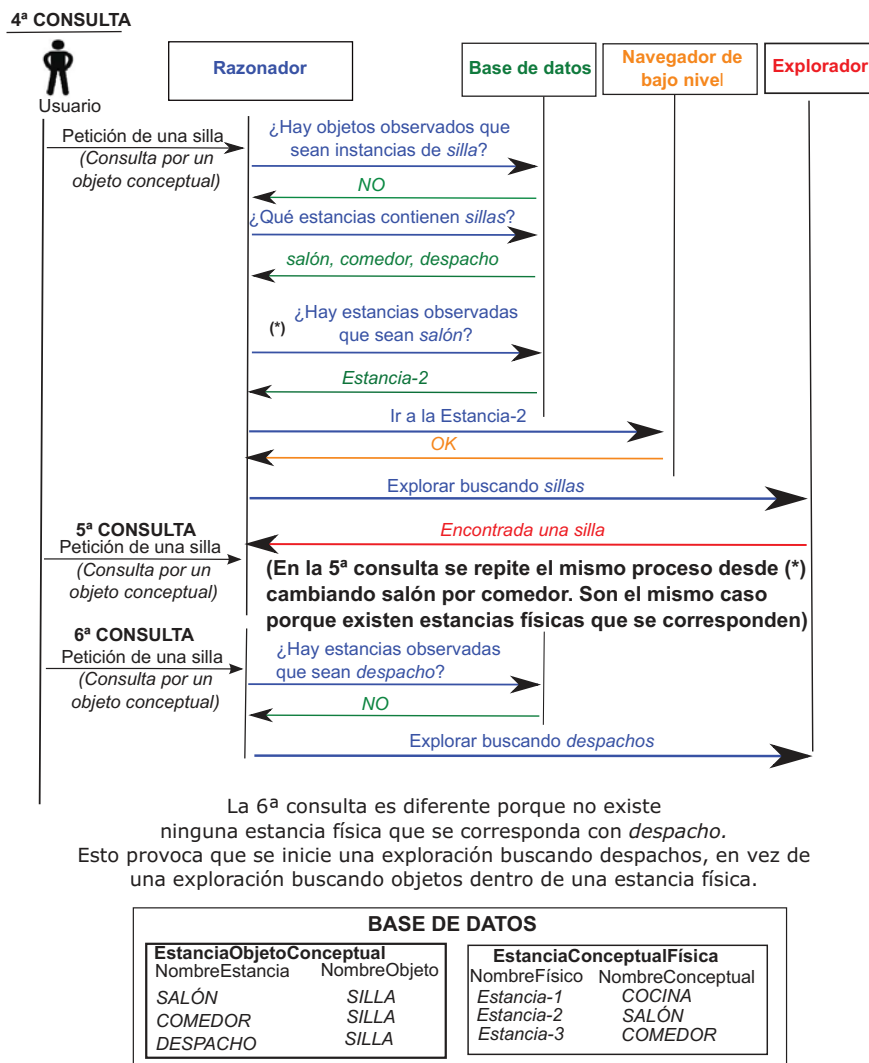 4ª CONSULTA
Usuario
Razonador
Base de datos
Navegador de
bajo nivel
Explorador
Petición de una silla
(Consulta por un
objeto conceptual)
¿Hay objetos observados que
sean instancias de silla?
NO
¿Qué estancias contienen sillas?
salón, comedor, despacho
(*)
¿Hay estancias observadas
que sean salón?
Estancia-2
Ir a la Estancia-2
OK
Explorar buscando sillas
Encontrada una silla
5ª CONSULTA
Petición de una silla
(Consulta por un
objeto conceptual)
(En la 5ª consulta se repite el mismo proceso desde (*)
cambiando salón por comedor. Son el mismo caso
porque existen estancias físicas que se corresponden)
6ª CONSULTA
Petición de una silla
(Consulta por un
objeto conceptual)
¿Hay estancias observadas
que sean despacho?
NO
Explorar buscando despachos
La 6ª consulta es diferente porque no existe
ninguna estancia física que se corresponda con despacho.
Esto provoca que se inicie una exploración buscando despachos, en vez de
una exploración buscando objetos dentro de una estancia física.
BASE DE DATOS
EstanciaObjetoConceptual
NombreEstancia NombreObjeto
SALÓN SILLA
COMEDOR SILLA
DESPACHO SILLA
EstanciaConceptualFísica
NombreFísico NombreConceptual
Estancia-1 COCINA
Estancia-2 SALÓN
Estancia-3 COMEDOR